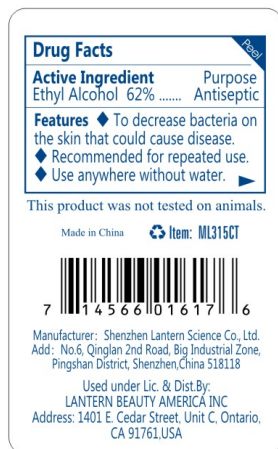 Peel
Drug Facts
Active Ingredient Purpose
Ethyl Alcohol 62% ....... Antiseptic
Features ◆ To decrease bacteria on
the skin that could cause disease.
◆ Recommended for repeated use.
◆ Use anywhere without water.
This product was not tested on animals.
Made in China Item: ML315CT
7 14566 01617 6
Manufacturer: Shenzhen Lantern Science Co., Ltd.
Add: No.6, Qinglan 2nd Road, Big Industrial Zone,
Pingshan District, Shenzhen,China 518118
Used under Lic. & Dist.By:
LANTERN BEAUTY AMERICA INC
Address: 1401 E. Cedar Street, Unit C, Ontario,
CA 91761,USA